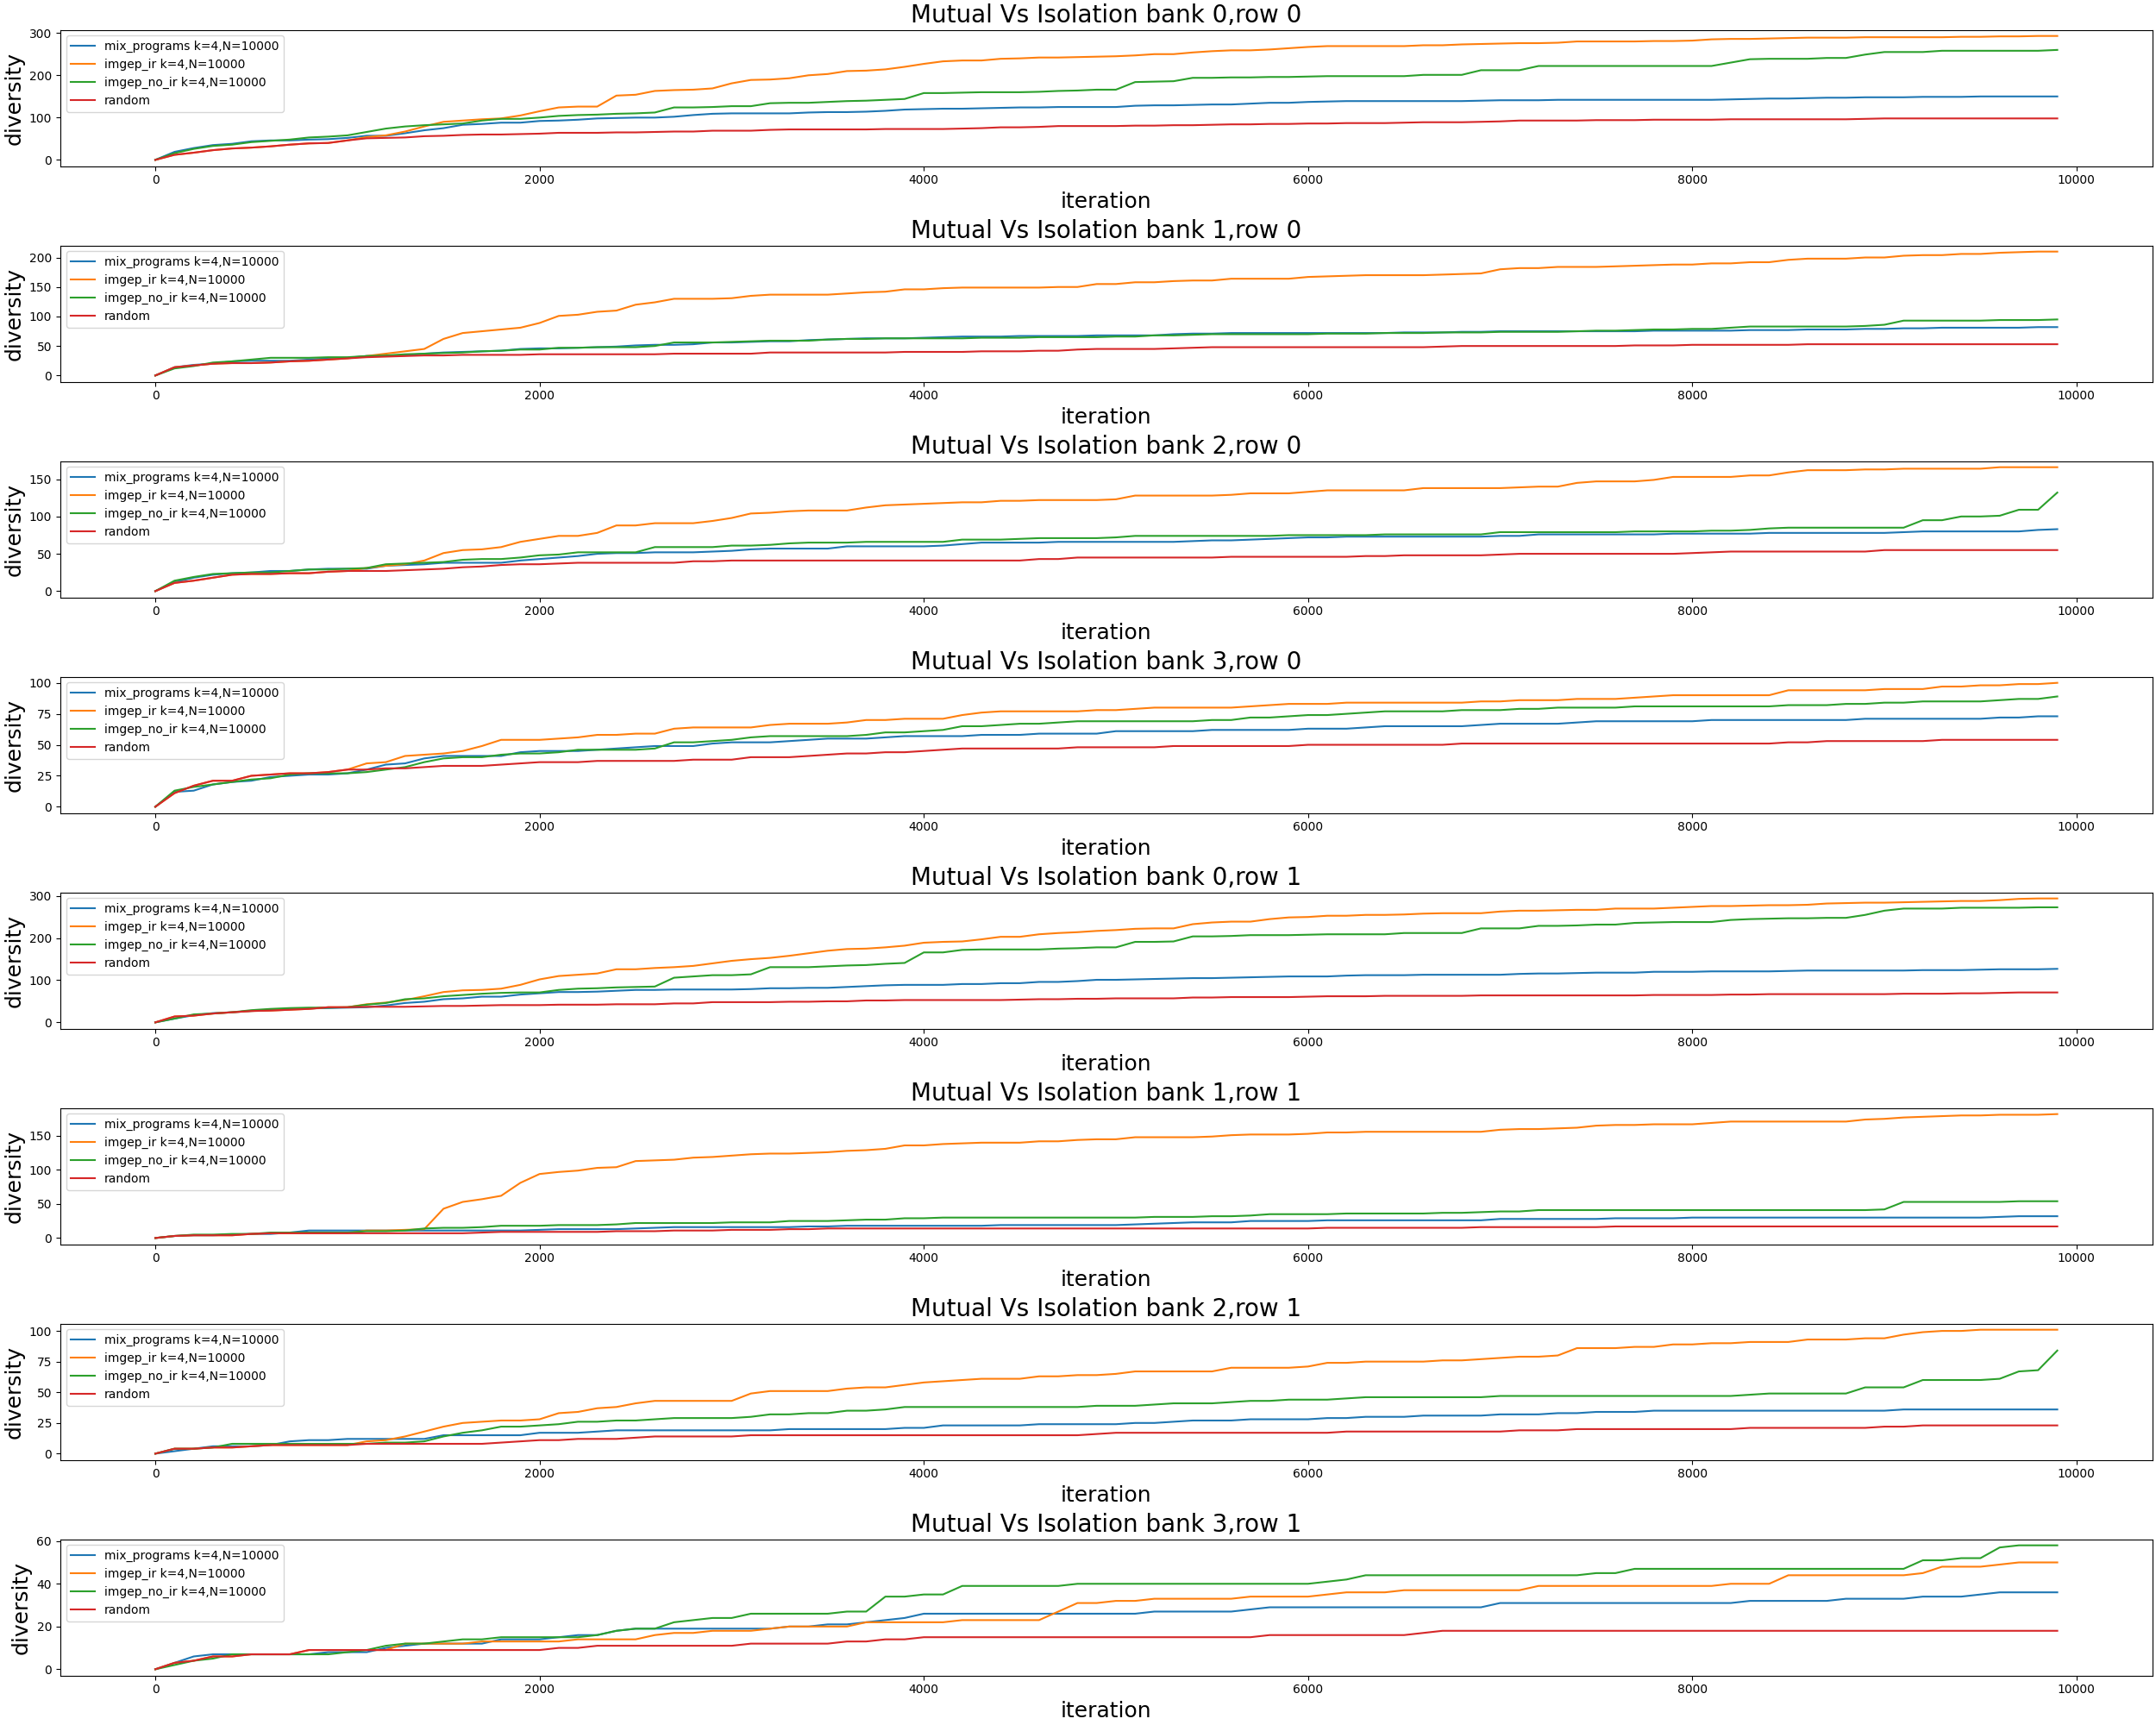 Mutual Vs Isolation bank 0,row 0
diversity
300
200
100
0
mix_programs k=4,N=10000
imgep_ir k=4,N=10000
imgep_no_ir k=4,N=10000
random
0 2000 4000 6000 8000 10000
iteration
Mutual Vs Isolation bank 1,row 0
diversity
200
150
100
50
0
mix_programs k=4,N=10000
imgep_ir k=4,N=10000
imgep_no_ir k=4,N=10000
random
0 2000 4000 6000 8000 10000
iteration
Mutual Vs Isolation bank 2,row 0
diversity
150
100
50
0
mix_programs k=4,N=10000
imgep_ir k=4,N=10000
imgep_no_ir k=4,N=10000
random
0 2000 4000 6000 8000 10000
iteration
Mutual Vs Isolation bank 3,row 0
diversity
100
75
50
25
0
mix_programs k=4,N=10000
imgep_ir k=4,N=10000
imgep_no_ir k=4,N=10000
random
0 2000 4000 6000 8000 10000
iteration
Mutual Vs Isolation bank 0,row 1
diversity
300
200
100
0
mix_programs k=4,N=10000
imgep_ir k=4,N=10000
imgep_no_ir k=4,N=10000
random
0 2000 4000 6000 8000 10000
iteration
Mutual Vs Isolation bank 1,row 1
diversity
150
100
50
0
mix_programs k=4,N=10000
imgep_ir k=4,N=10000
imgep_no_ir k=4,N=10000
random
0 2000 4000 6000 8000 10000
iteration
Mutual Vs Isolation bank 2,row 1
diversity
100
75
50
25
0
mix_programs k=4,N=10000
imgep_ir k=4,N=10000
imgep_no_ir k=4,N=10000
random
0 2000 4000 6000 8000 10000
iteration
Mutual Vs Isolation bank 3,row 1
diversity
60
40
20
0
mix_programs k=4,N=10000
imgep_ir k=4,N=10000
imgep_no_ir k=4,N=10000
random
0 2000 4000 6000 8000 10000
iteration